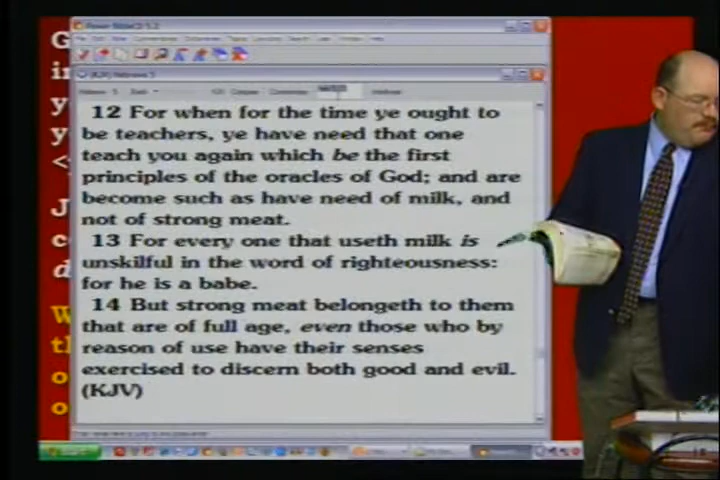 (KJV) Hebrews 5
12 For when for the time ye ought to
be teachers, ye have need that one
teach you again which be the first
principles of the oracles of God; and are
become such as have need of milk, and
not of strong meat.
13 For every one that useth milk is
unskilful in the word of righteousness:
for he is a babe.
14 But strong meat belongeth to them
that are of full age, even those who by
reason of use have their senses
exercised to discern both good and evil.
(KJV)